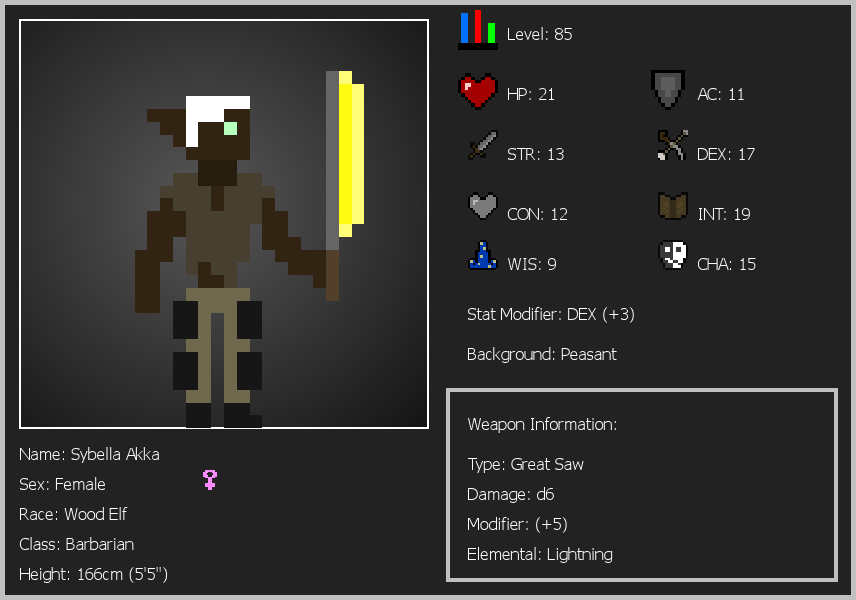 Level: 85
HP: 21
AC: 11
STR: 13
DEX: 17
CON: 12
INT: 19
WIS: 9
CHA: 15
Stat Modifier: DEX (+3)
Background: Peasant
Weapon Information:
Type: Great Saw
Damage: d6
Modifier: (+5)
Elemental: Lightning
Name: Sybella Akka
Sex: Female
Race: Wood Elf
Class: Barbarian
Height: 166cm (5'5")